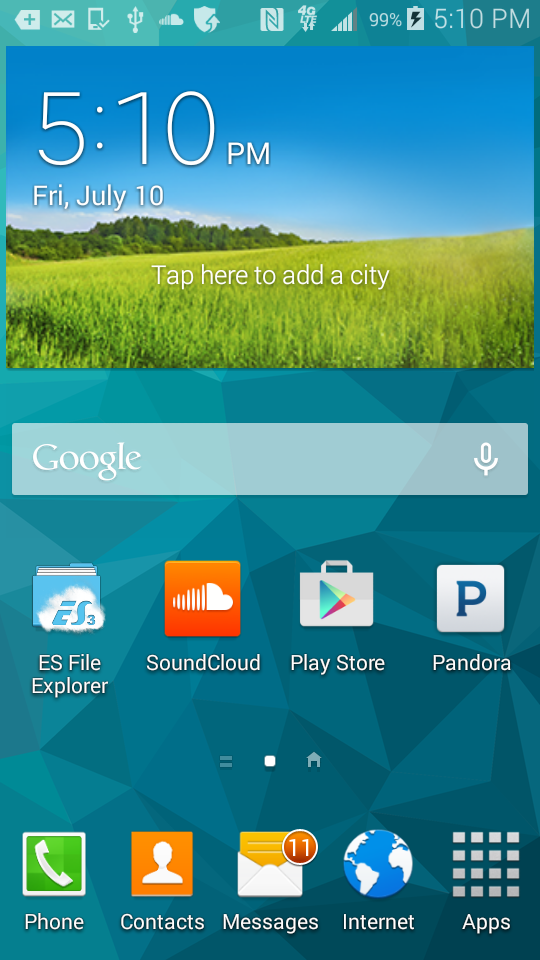 4G LTE 99% 5:10 PM
5:10 PM
Fri, July 10
Tap here to add a city
Google
ES3
P
ES File Explorer
SoundCloud
Play Store
Pandora
11
Phone
Contacts
Messages
Internet
Apps